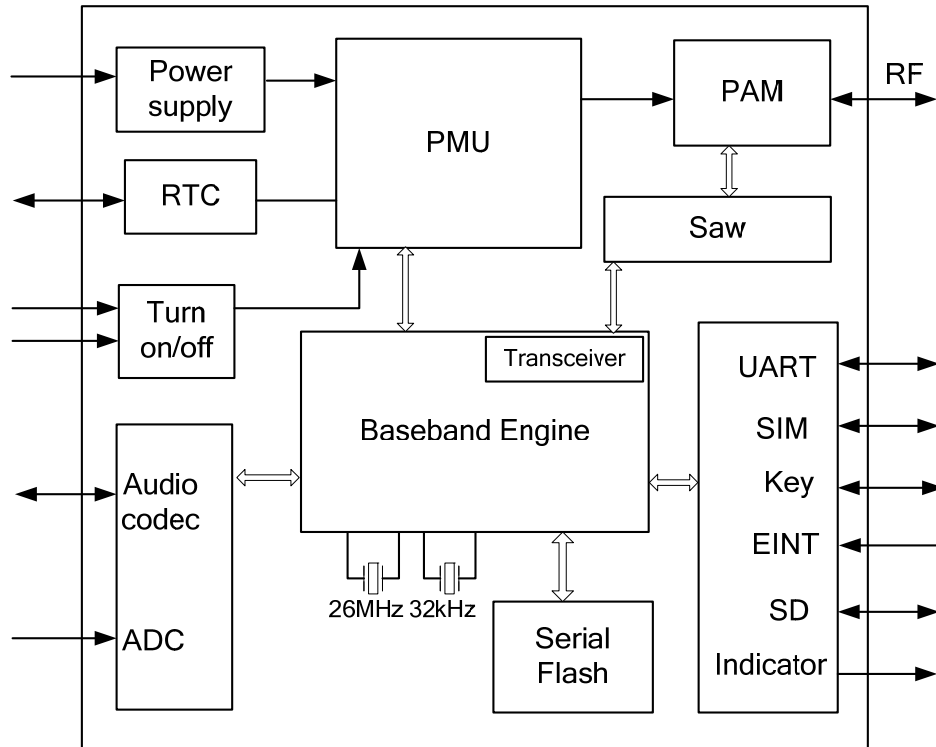 Power
supply
PMU
PAM
RF
RTC
Saw
Turn
on/off
Transceiver
Baseband Engine
UART
SIM
Key
EINT
SD
Indicator
Audio
codec
ADC
26MHz 32kHz
Serial
Flash